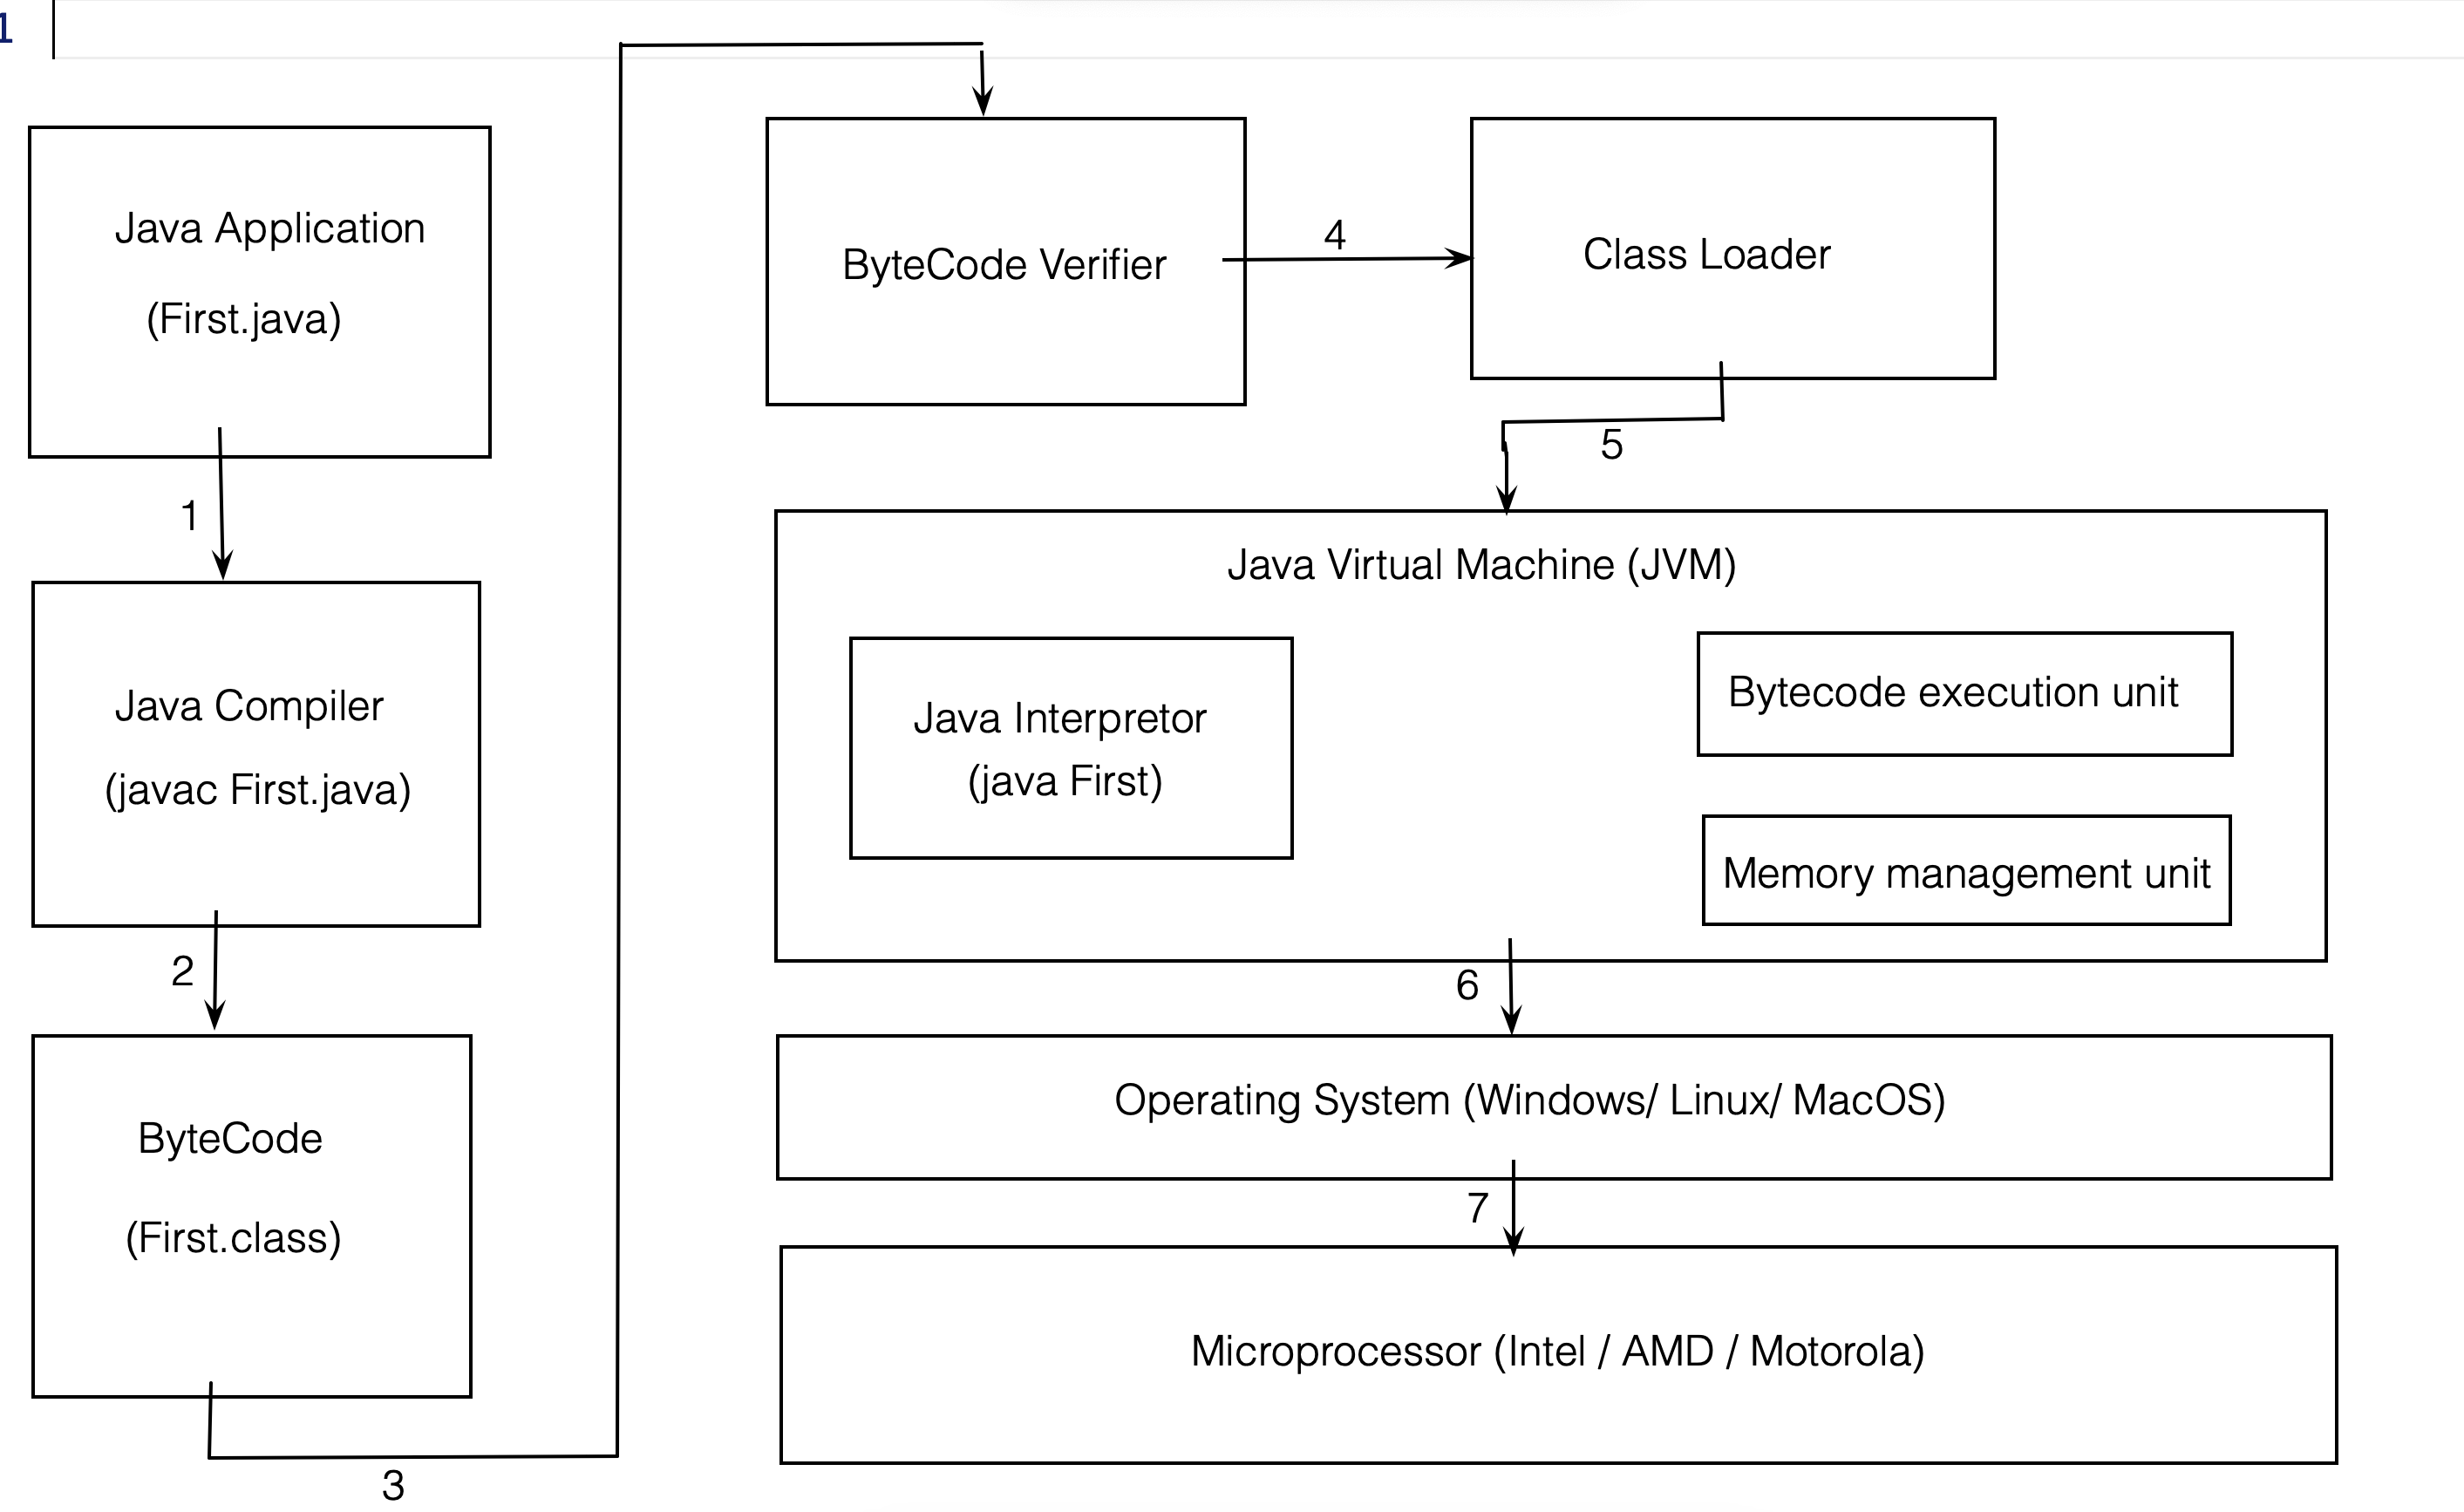 1
Java Application
(First.java)
1
Java Compiler
(javac First.java)
2
ByteCode
(First.class)
3
ByteCode Verifier
4
Class Loader
5
Java Virtual Machine (JVM)
Java Interpretor
(java First)
Bytecode execution unit
Memory management unit
6
Operating System (Windows/ Linux/ MacOS)
7
Microprocessor (Intel / AMD / Motorola)